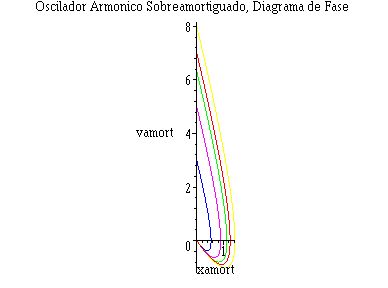 Oscilador Armonico Sobreamortiguado, Diagrama de Fase
8
6
vamort
4
2
0
1
xamort